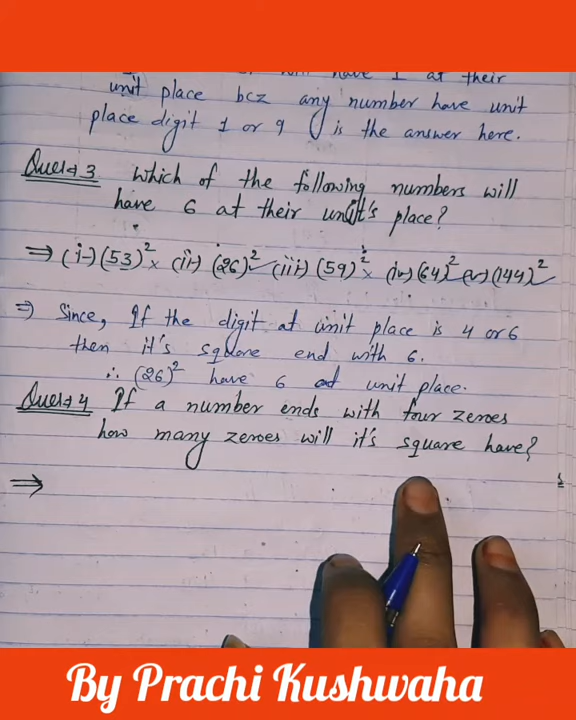 have 1 at their
unit place bcz any number have unit
place digit 1 or 9 is the answer here.
Ques:3 Which of the following numbers will
have 6 at their unit's place?
⇒ (i-) (53)² × (ii-) (26)² ✓ (iii-) (59)² × (iv-) (64)² ✓ (v-) (144)² ✓
⇒ Since, If the digit at unit place is 4 or 6
then it's square end with 6.
∴ (26)² have 6 at unit place.
Ques:4 If a number ends with four zeroes
how many zeroes will it's square have?
⇒
By Prachi Kushwaha